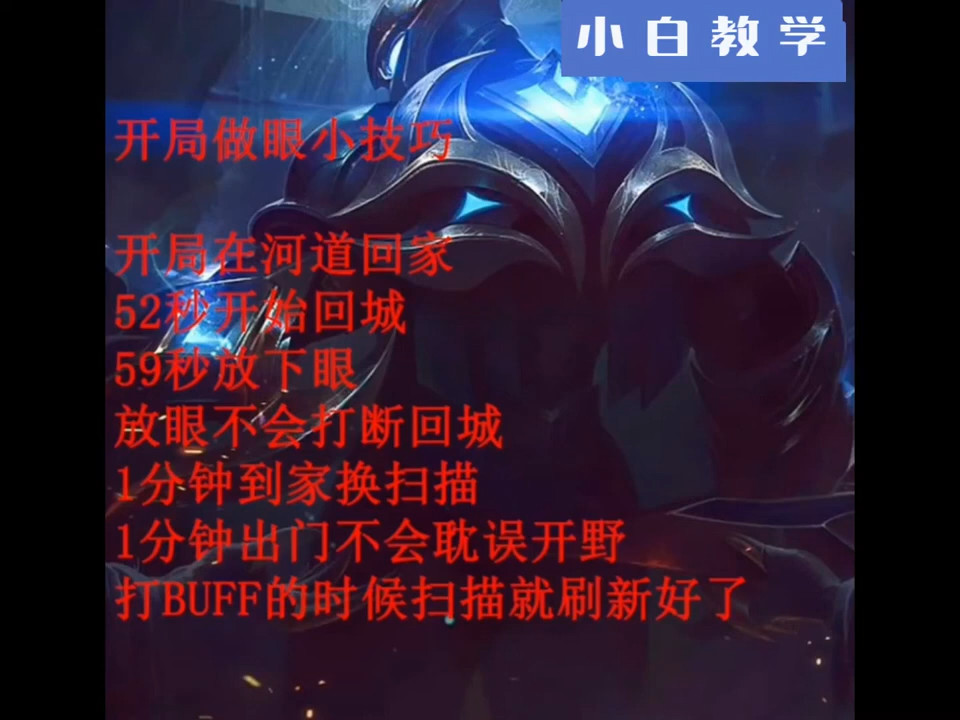 小白教学
开局做眼小技巧
开局在河道回家
52秒开始回城
59秒放下眼
放眼不会打断回城
1分钟到家换扫描
1分钟出门不会耽误开野
打BUFF的时候扫描就刷新好了